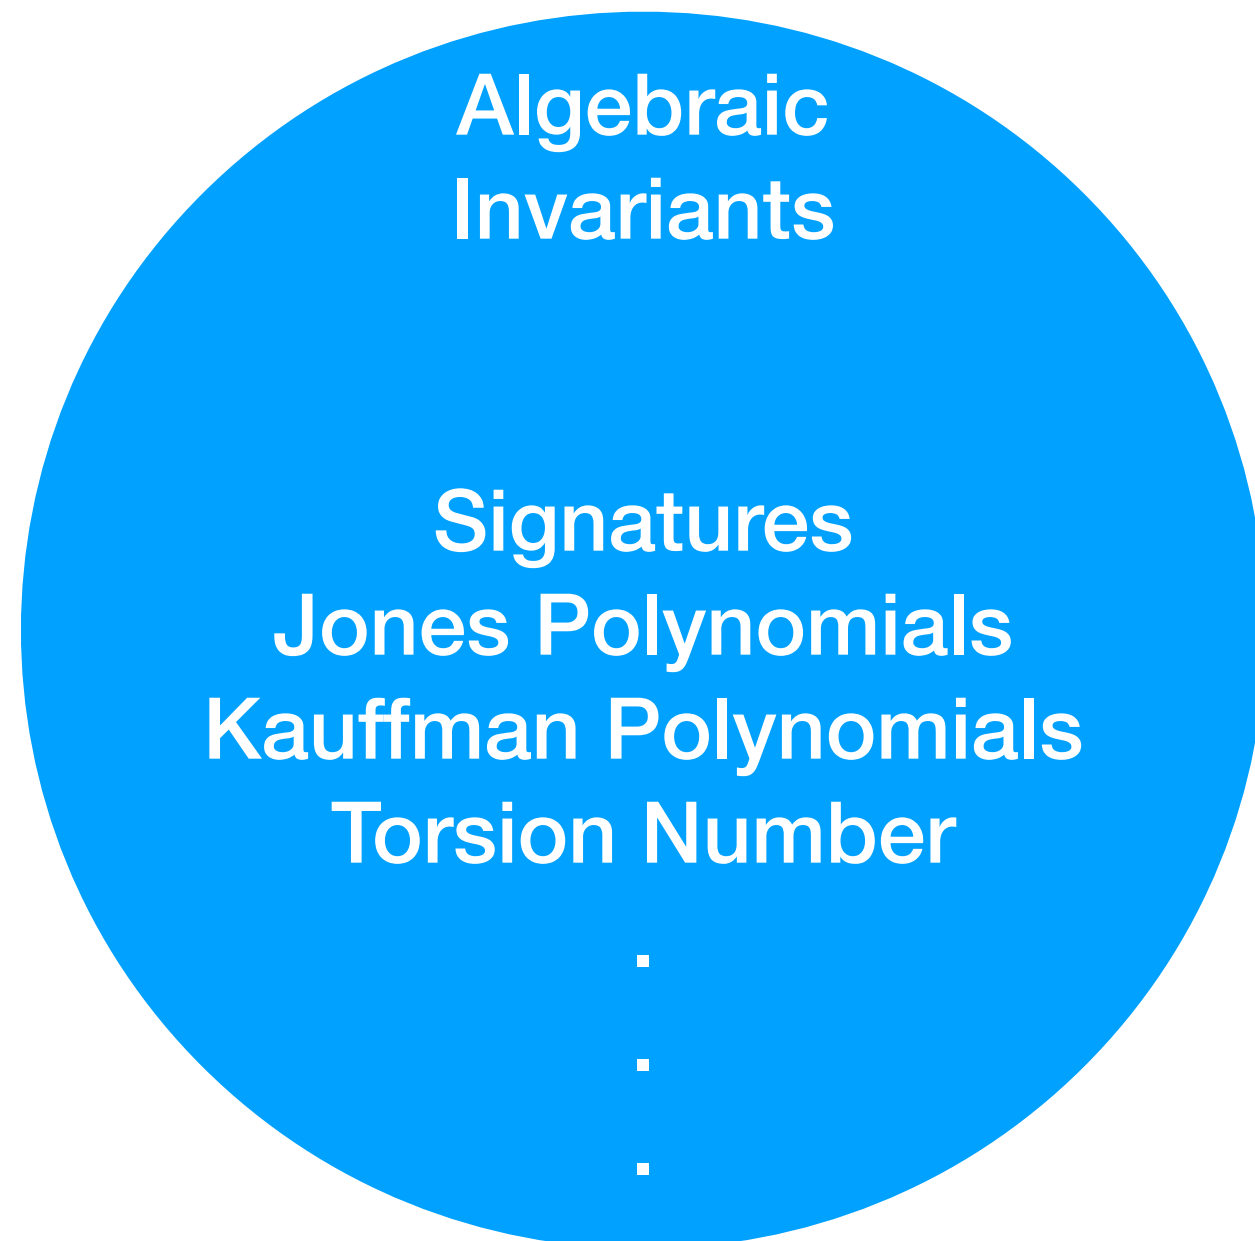 Algebraic
Invariants
Signatures
Jones Polynomials
Kauffman Polynomials
Torsion Number
.
.
.